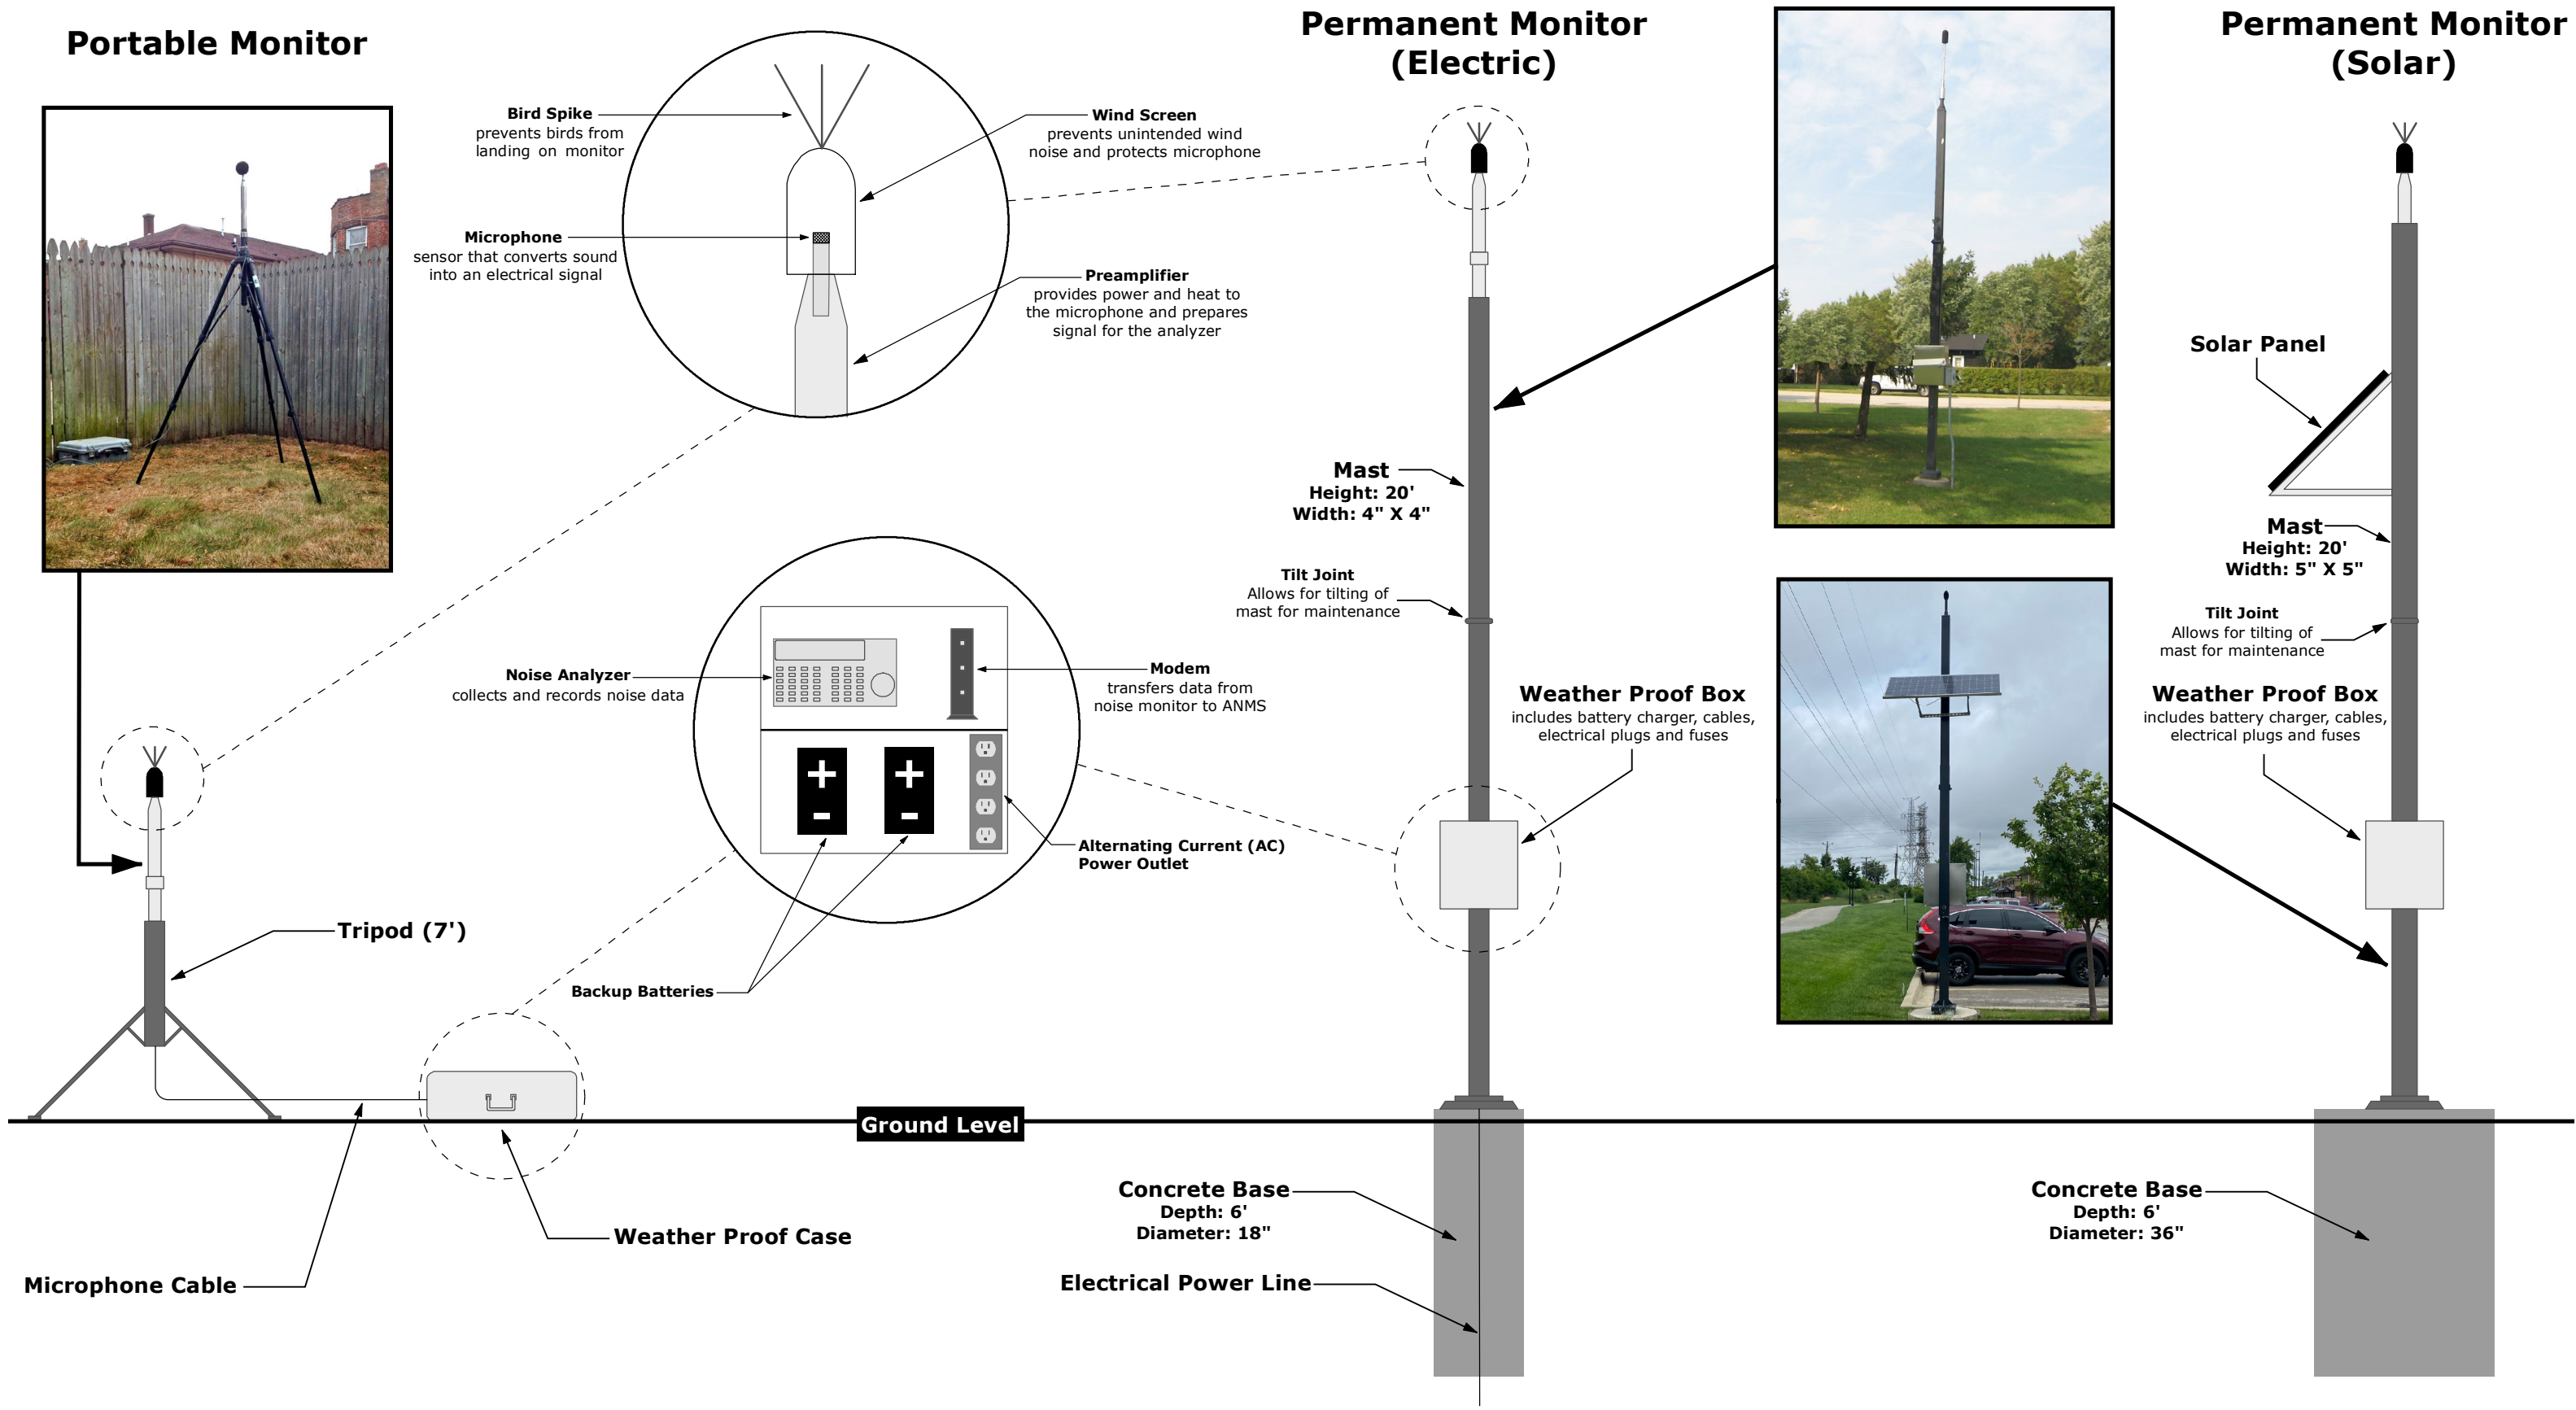 Portable Monitor
Permanent Monitor
(Electric)
Permanent Monitor
(Solar)
Bird Spike
prevents birds from
landing on monitor
Wind Screen
prevents unintended wind
noise and protects microphone
Microphone
sensor that converts sound
into an electrical signal
Preamplifier
provides power and heat to
the microphone and prepares
signal for the analyzer
Solar Panel
Mast
Height: 20'
Width: 4" X 4"
Mast
Height: 20'
Width: 5" X 5"
Tilt Joint
Allows for tilting of
mast for maintenance
Tilt Joint
Allows for tilting of
mast for maintenance
Noise Analyzer
collects and records noise data
Modem
transfers data from
noise monitor to ANMS
Weather Proof Box
includes battery charger, cables,
electrical plugs and fuses
Weather Proof Box
includes battery charger, cables,
electrical plugs and fuses
+ +
- -
Alternating Current (AC)
Power Outlet
Tripod (7')
Backup Batteries
Ground Level
Concrete Base
Depth: 6'
Diameter: 18"
Concrete Base
Depth: 6'
Diameter: 36"
Weather Proof Case
Microphone Cable
Electrical Power Line